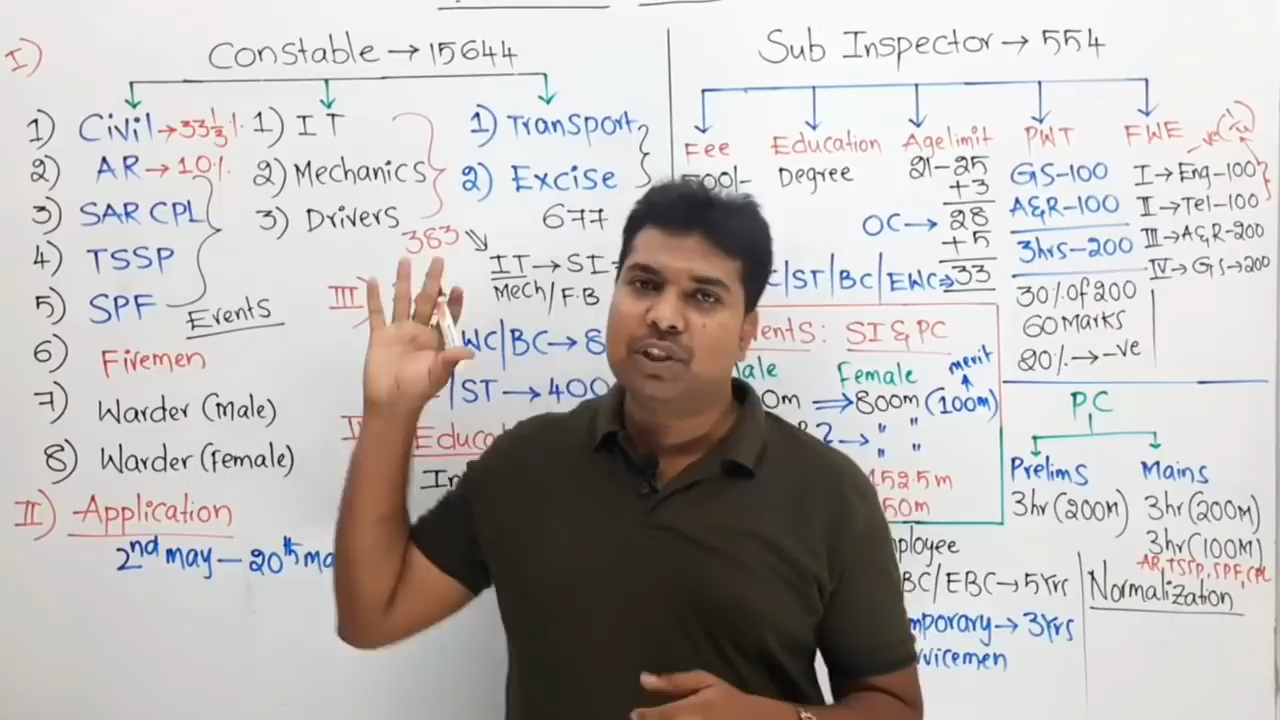 I)
Constable → 15644
1) Civil → 33⅓%
2) AR → 10%
3) SAR CPL
4) TSSP
5) SPF
Events
6) Firemen
7) Warder (Male)
8) Warder (Female)
1) IT
2) Mechanics
3) Drivers
383
1) Transport
2) Excise
677
IT → SI
Mech/F.B
II) Application
2nd may – 20th
III)
WC/BC → 8
/ST → 400
In
Sub Inspector → 554
Fee
500/-
Education
Degree
Agelimit
21-25
+3
OC → 28
+5
/ST/BC/EWC → 33
PWT
GS-100
A&R-100
3hrs-200
30% of 200
60 Marks
20% → -ve
FWE
-ve
I → Eng-100
II → Tel-100
III → A&R-200
IV → GS → 200
SI & PC
Female
merit
⇒ 800m (100m)
→ " "
" "
152.5m
50m
BC/EBC → 5Yrs
→ 3Yrs
PC
Prelims
3hr (200M)
Mains
3hr (200M)
3hr (100M)
AR, TSSP, SPF, CPL
Normalization